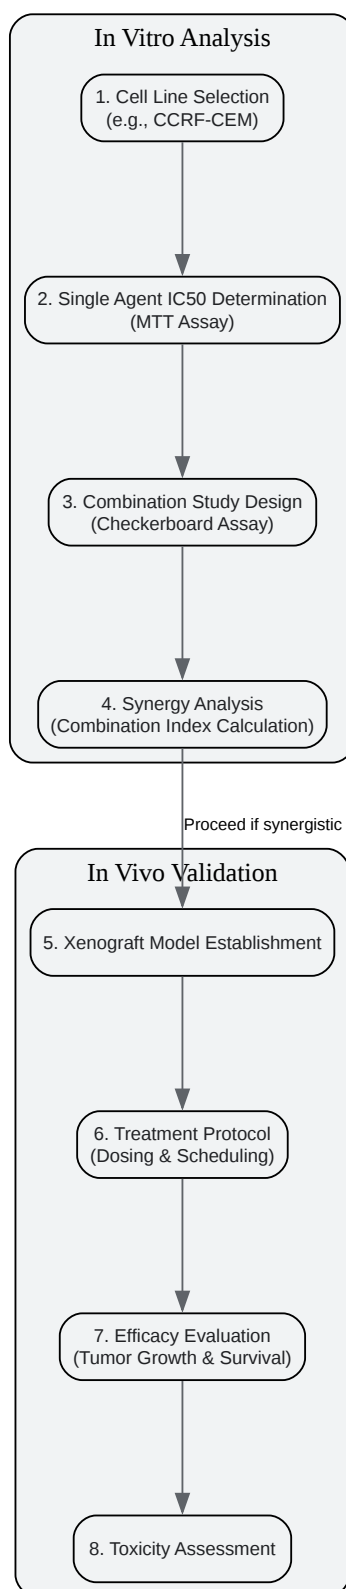 In Vitro Analysis
1. Cell Line Selection
(e.g., CCRF-CEM)
2. Single Agent IC50 Determination
(MTT Assay)
3. Combination Study Design
(Checkerboard Assay)
4. Synergy Analysis
(Combination Index Calculation)
Proceed if synergistic
In Vivo Validation
5. Xenograft Model Establishment
6. Treatment Protocol
(Dosing & Scheduling)
7. Efficacy Evaluation
(Tumor Growth & Survival)
8. Toxicity Assessment